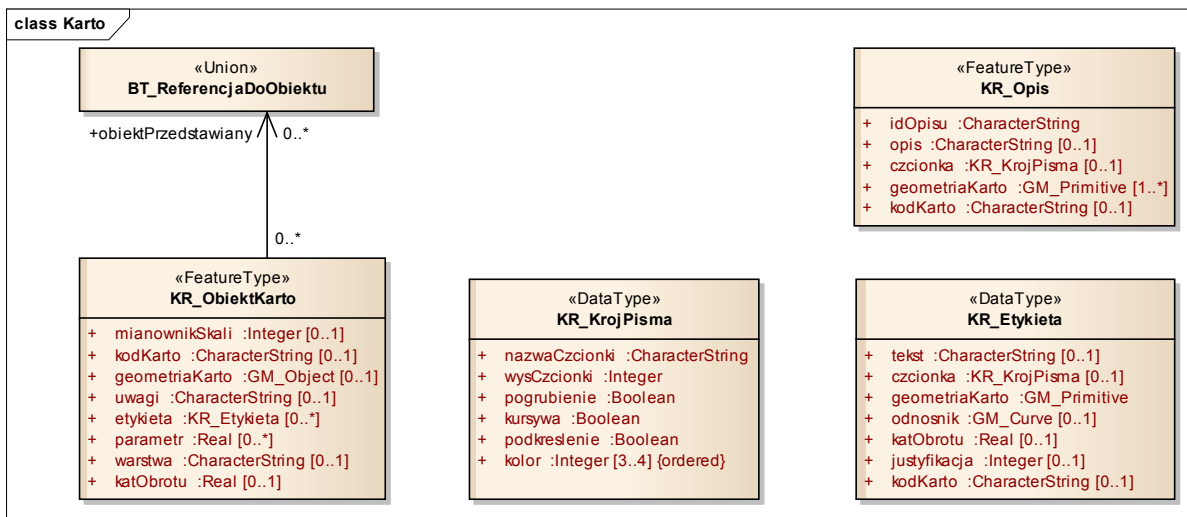 class Karto
«Union»
BT_ReferencjaDoObiektu
+obiektPrzedstawiany
0..*
0..*
«FeatureType»
KR_ObiektKarto
+ mianownikSkali :Integer [0..1]
+ kodKarto :CharacterString [0..1]
+ geometriaKarto :GM_Object [0..1]
+ uwagi :CharacterString [0..1]
+ etykieta :KR_Etykieta [0..*]
+ parametr :Real [0..*]
+ warstwa :CharacterString [0..1]
+ katObrotu :Real [0..1]
«DataType»
KR_KrojPisma
+ nazwaCzcionki :CharacterString
+ wysCzcionki :Integer
+ pogrubienie :Boolean
+ kursywa :Boolean
+ podkreslenie :Boolean
+ kolor :Integer [3..4] {ordered}
«FeatureType»
KR_Opis
+ idOpisu :CharacterString
+ opis :CharacterString [0..1]
+ czcionka :KR_KrojPisma [0..1]
+ geometriaKarto :GM_Primitive [1..*]
+ kodKarto :CharacterString [0..1]
«DataType»
KR_Etykieta
+ tekst :CharacterString [0..1]
+ czcionka :KR_KrojPisma [0..1]
+ geometriaKarto :GM_Primitive
+ odnosnik :GM_Curve [0..1]
+ katObrotu :Real [0..1]
+ justyfikacja :Integer [0..1]
+ kodKarto :CharacterString [0..1]